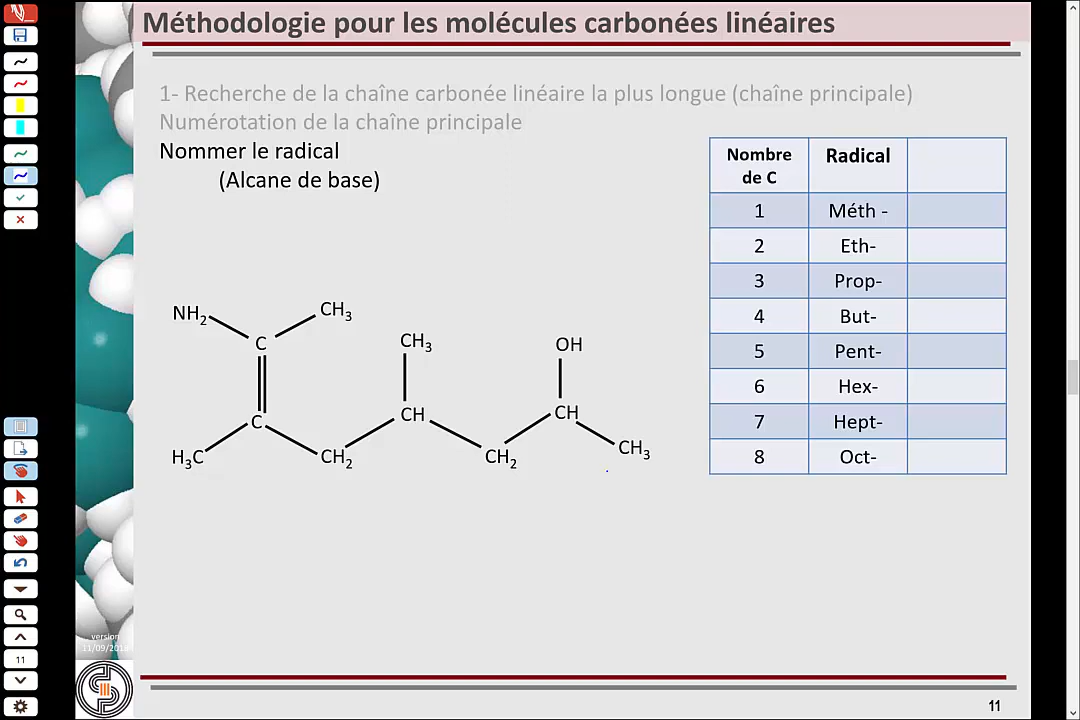 Méthodologie pour les molécules carbonées linéaires
1- Recherche de la chaîne carbonée linéaire la plus longue (chaîne principale)
Numérotation de la chaîne principale
Nommer le radical
(Alcane de base)
Nombre de C Radical
1 Méth -
2 Eth-
3 Prop-
4 But-
5 Pent-
6 Hex-
7 Hept-
8 Oct-
NH₂ CH₃
C CH₃ OH
C CH CH
H₃C CH₂ CH₂ CH₃
version
11/09/201
11
11